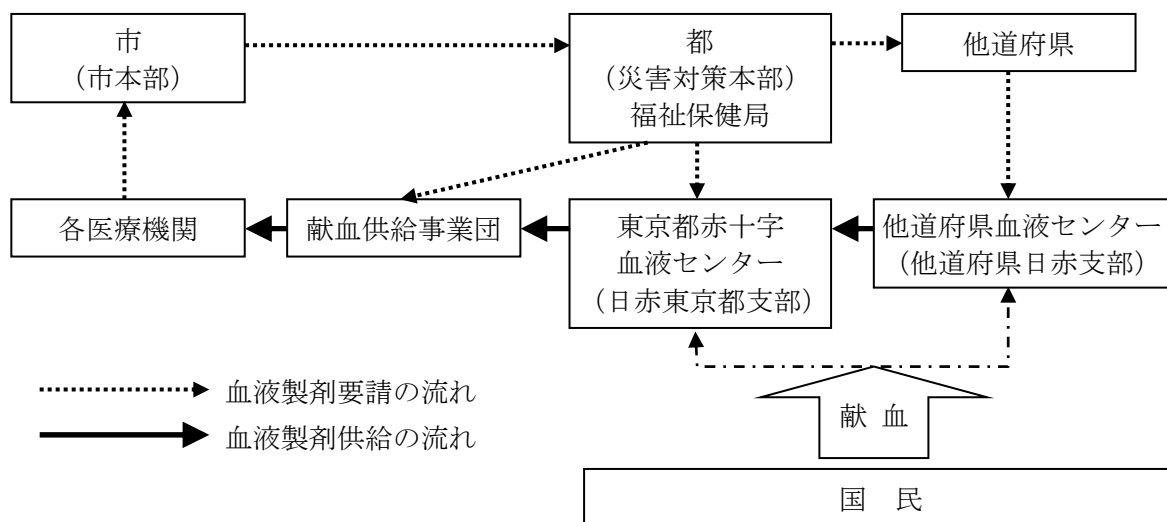 市
（市本部）
都
（災害対策本部）
福祉保健局
他道府県
各医療機関
献血供給事業団
東京都赤十字
血液センター
（日赤東京都支部）
他道府県血液センター
（他道府県日赤支部）
血液製剤要請の流れ
血液製剤供給の流れ
献 血
国 民